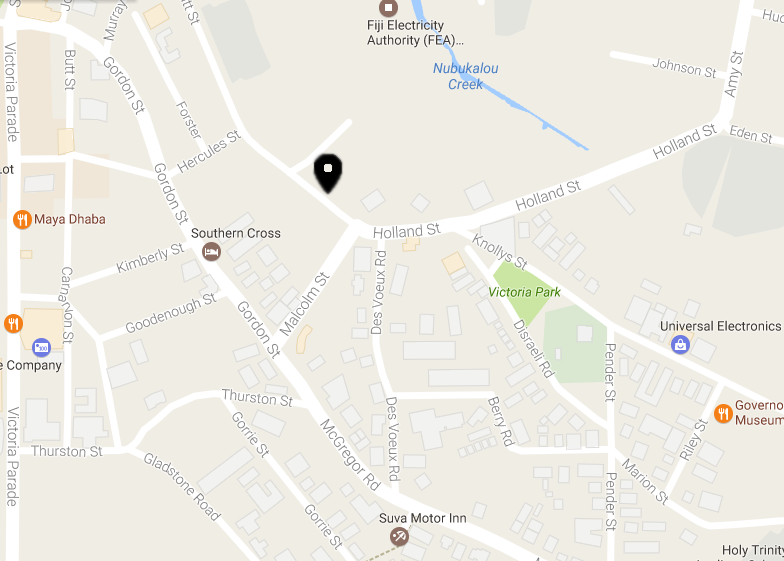 Fiji Electricity
Authority (FEA)...
Nubukalou
Creek
Johnson St
Army St
Eden St
Holland St
Murray
Butt St
Gordon St
Victoria Parade
Forster
Hercules St
Lot
Maya Dhaba
Gordon St
Southern Cross
Kimberly St
Holland St
Holland St
Knollys St
Victoria Park
Malcolm St
Des Voeux Rd
Carnavon St
Goodenough St
Gordon St
Disraeli Rd
Universal Electronics
Pender St
Company
Thurston St
Des Voeux Rd
Berry Rd
Governo
Museum
Victoria Parade
Gorrie St
McGregor Rd
Riley St
Thurston St
Gladstone Road
Marion St
Pender St
Gorrie St
Suva Motor Inn
Holy Trinity